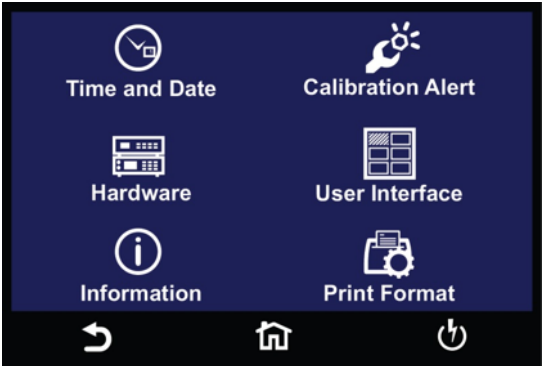 Time and Date
Calibration Alert
Hardware
User Interface
Information
Print Format